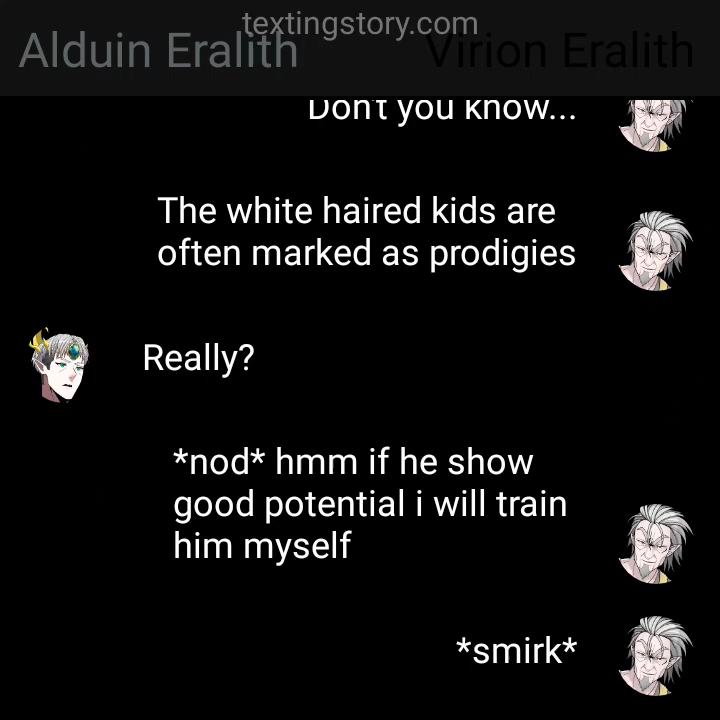 textingstory.com
Alduin Eralith
Virion Eralith
Don't you know...
The white haired kids are
often marked as prodigies
Really?
*nod* hmm if he show
good potential i will train
him myself
*smirk*